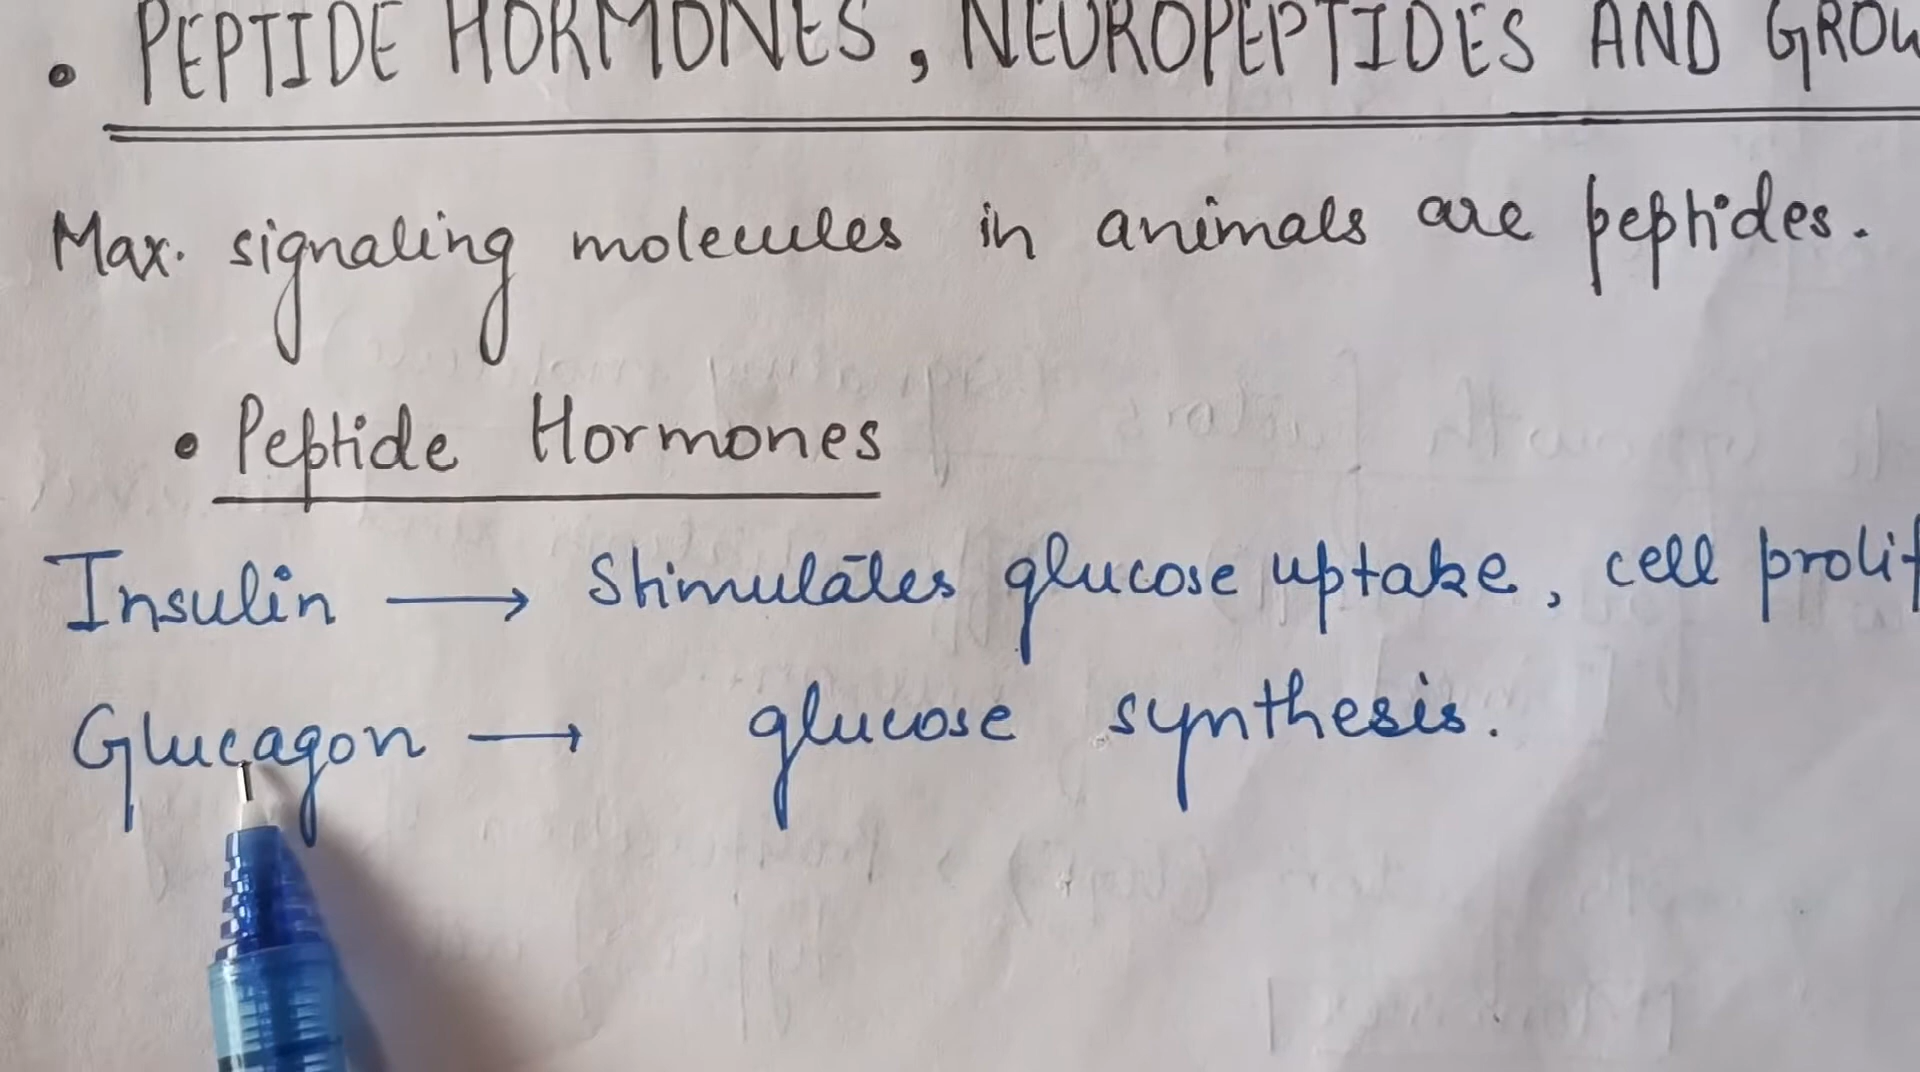 • PEPTIDE HORMONES, NEUROPEPTIDES AND GROW
Max. signaling molecules in animals are peptides.
• Peptide Hormones
Insulin → Stimulates glucose uptake, cell prolif
Glucagon → glucose synthesis.